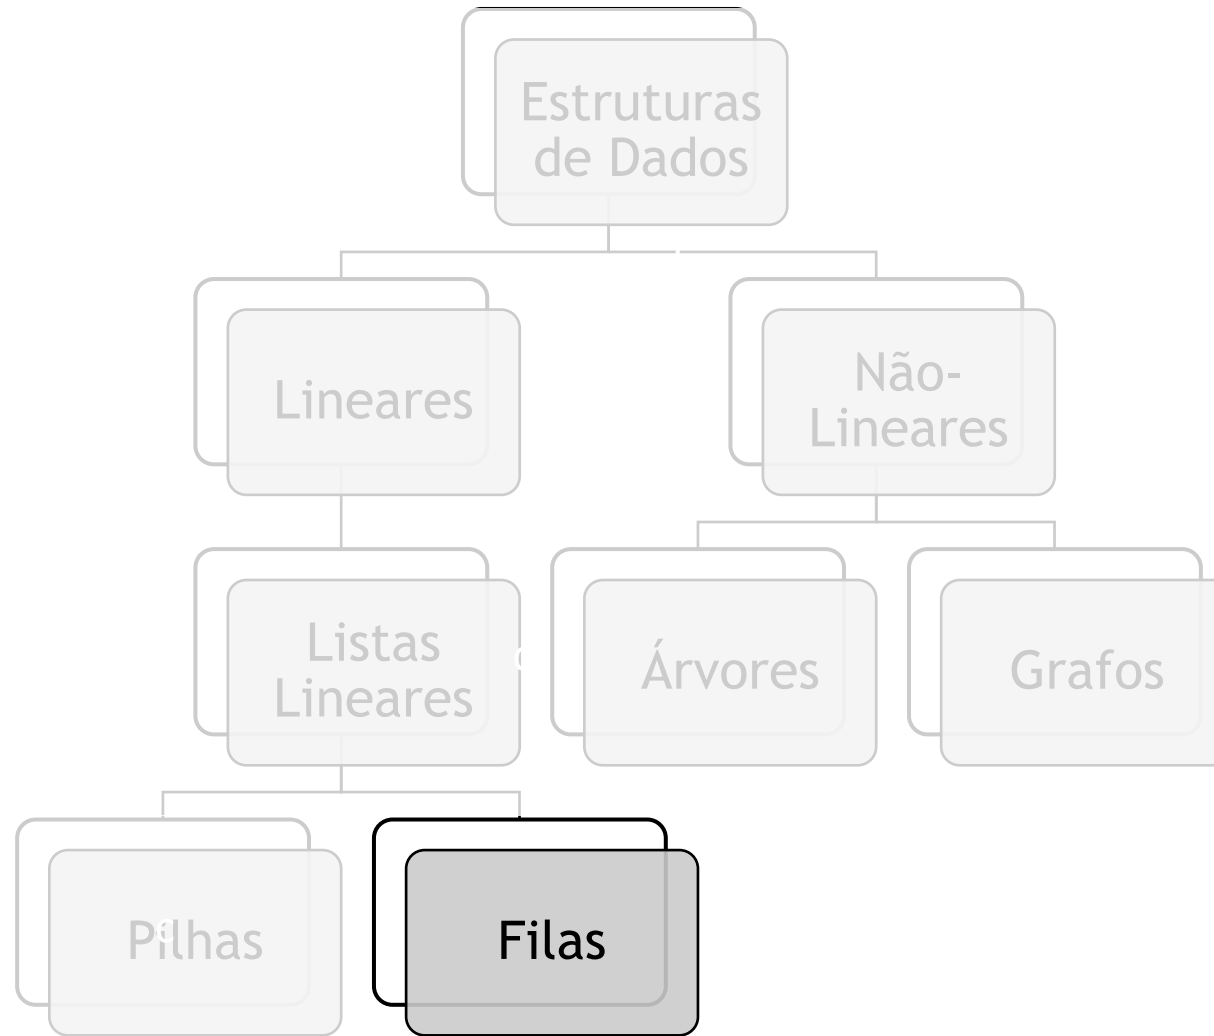 Estruturas
de Dados
Lineares
Não-
Lineares
Listas
Lineares
Árvores
Grafos
Pilhas
Filas